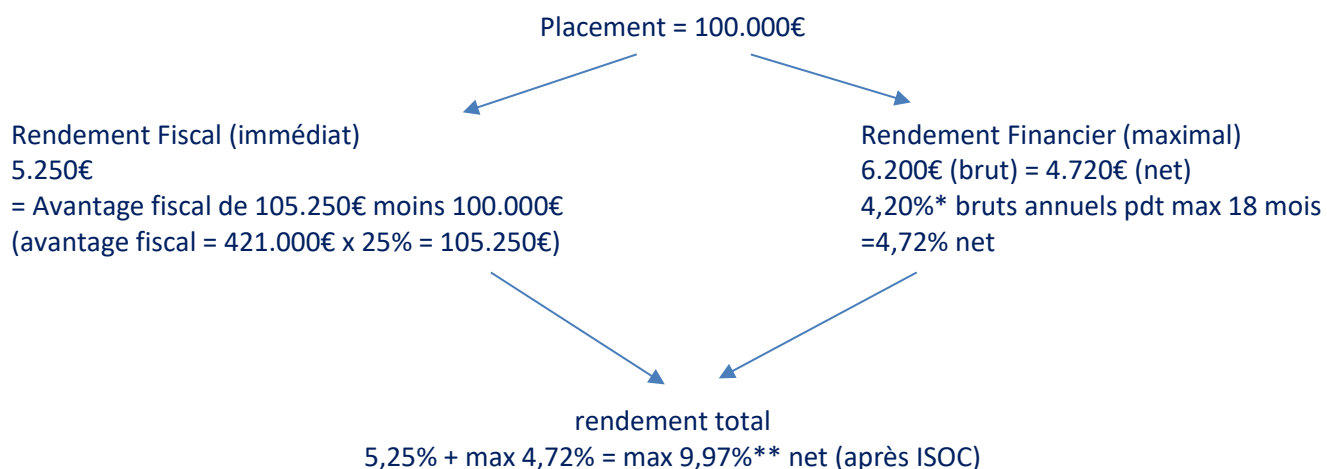 Placement = 100.000€
Rendement Fiscal (immédiat)
5.250€
= Avantage fiscal de 105.250€ moins 100.000€
(avantage fiscal = 421.000€ x 25% = 105.250€)
Rendement Financier (maximal)
6.200€ (brut) = 4.720€ (net)
4,20%* bruts annuels pdt max 18 mois
=4,72% net
rendement total
5,25% + max 4,72% = max 9,97%** net (après ISOC)